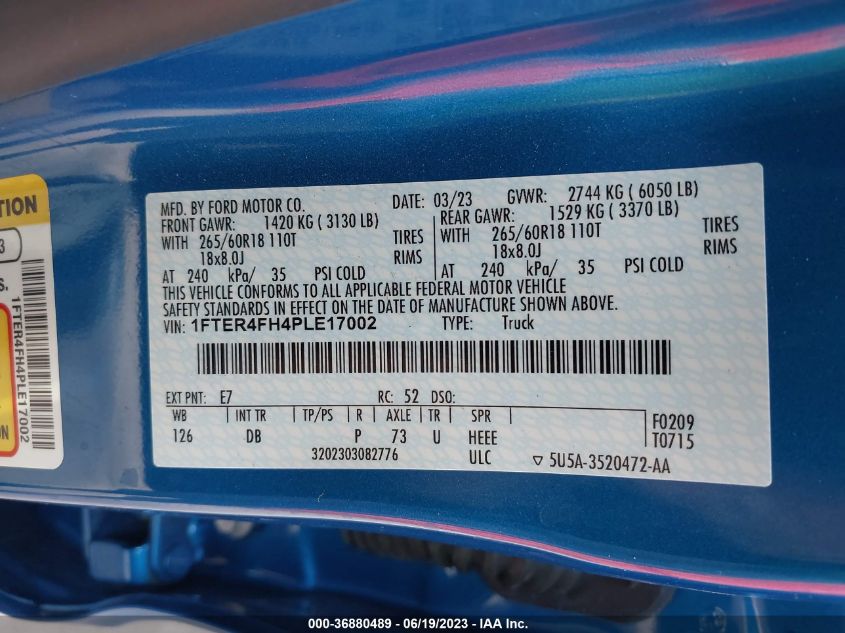 TION
3
S.
1FTER4FH4PLE17002
ON
MFD. BY FORD MOTOR CO. DATE: 03/23 GVWR: 2744 KG ( 6050 LB)
FRONT GAWR: 1420 KG ( 3130 LB) REAR GAWR: 1529 KG ( 3370 LB)
WITH 265/60R18 110T TIRES WITH 265/60R18 110T TIRES
18x8.0J RIMS 18x8.0J RIMS
AT 240 kPa/ 35 PSI COLD AT 240 kPa/ 35 PSI COLD
THIS VEHICLE CONFORMS TO ALL APPLICABLE FEDERAL MOTOR VEHICLE
SAFETY STANDARDS IN EFFECT ON THE DATE OF MANUFACTURE SHOWN ABOVE.
VIN: 1FTER4FH4PLE17002 TYPE: Truck
EXT PNT: E7 RC: 52 DSO:
WB INT TR TP/PS R AXLE TR SPR F0209
126 DB P 73 U HEEE T0715
3202303082776 ULC ▽ 5U5A-3520472-AA
000-36880489 - 06/19/2023 - IAA Inc.